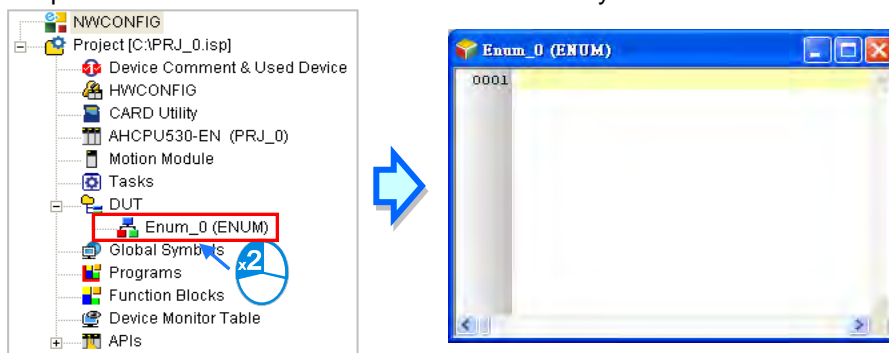 NWCONFIG
Project [C:\PRJ_0.isp]
Device Comment & Used Device
HWCONFIG
CARD Utility
AHCPU530-EN (PRJ_0)
Motion Module
Tasks
DUT
Enum_0 (ENUM)
Global Symbols
x2
Programs
Function Blocks
Device Monitor Table
APIs
Enum_0 (ENUM)
0001